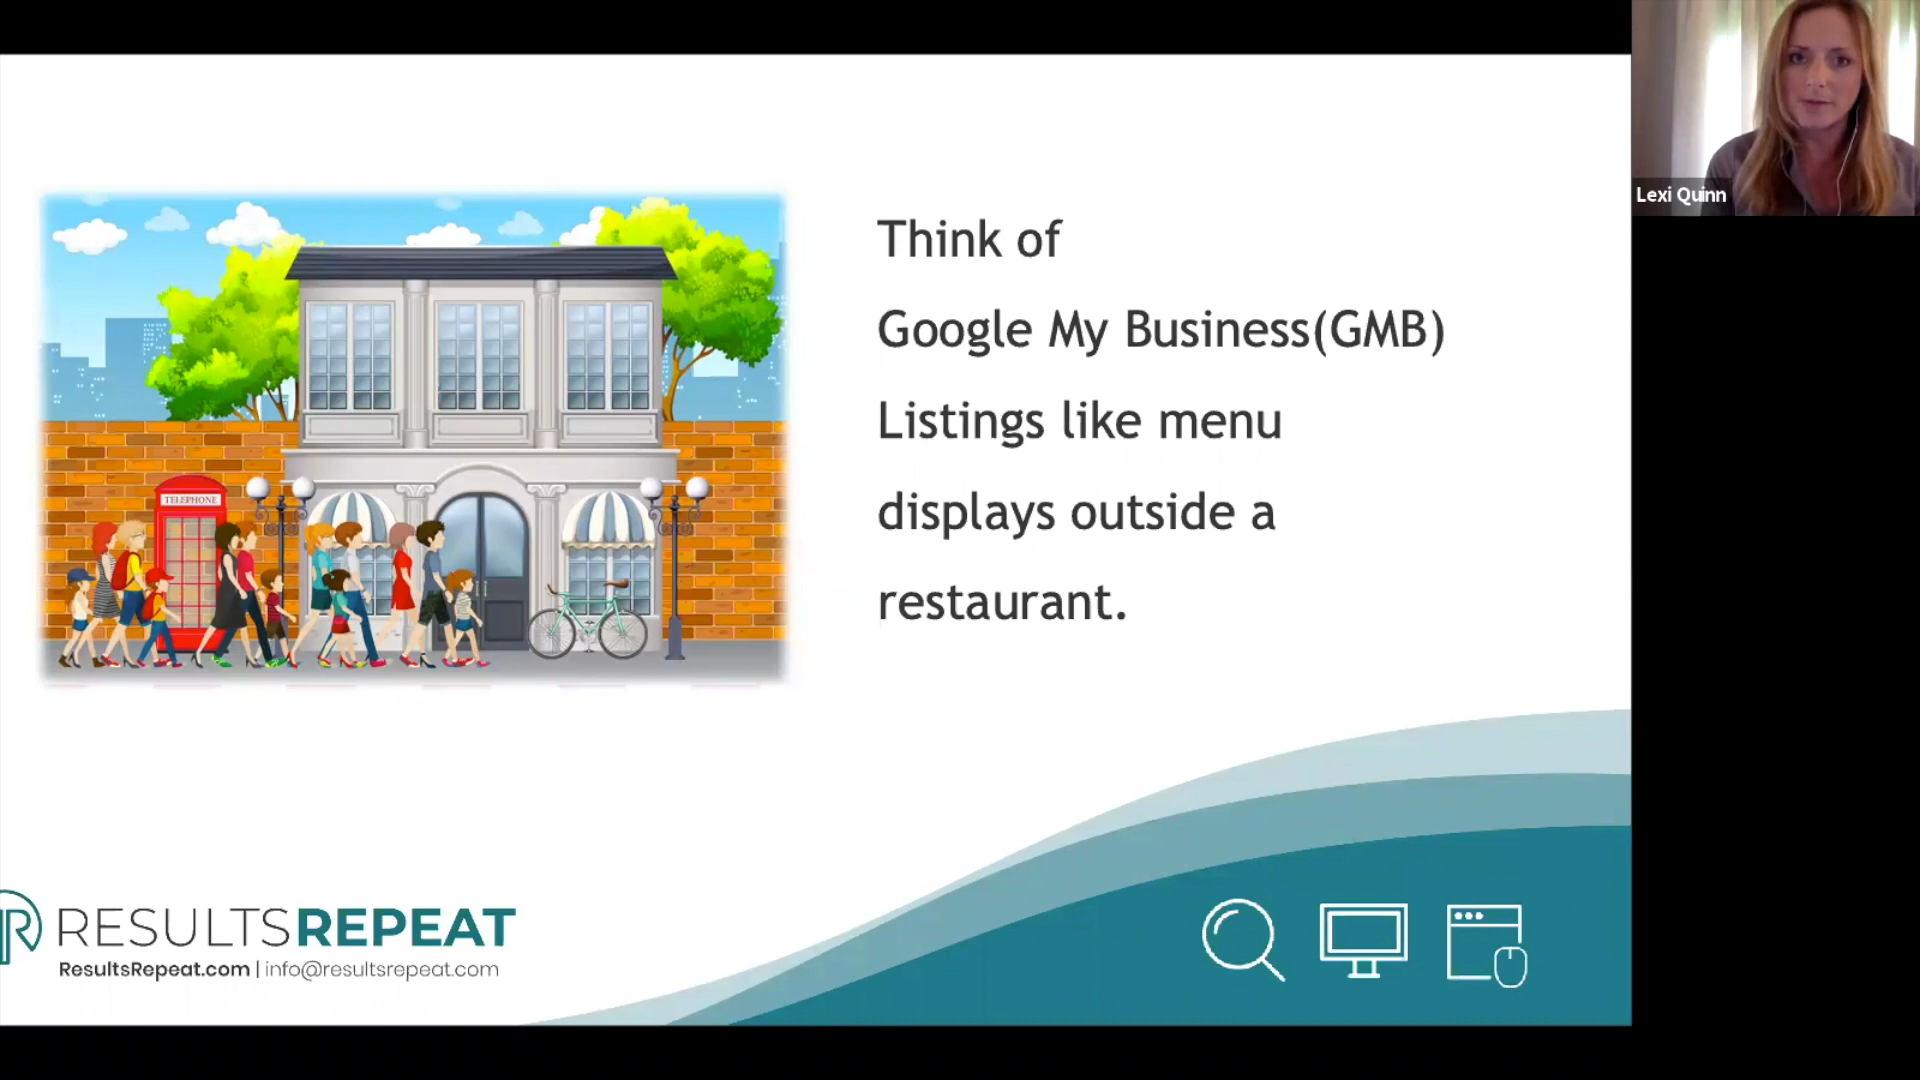 Lexi Quinn
Think of
Google My Business(GMB)
Listings like menu
displays outside a
restaurant.
TELEPHONE
RESULTSREPEAT
ResultsRepeat.com | info@resultsrepeat.com